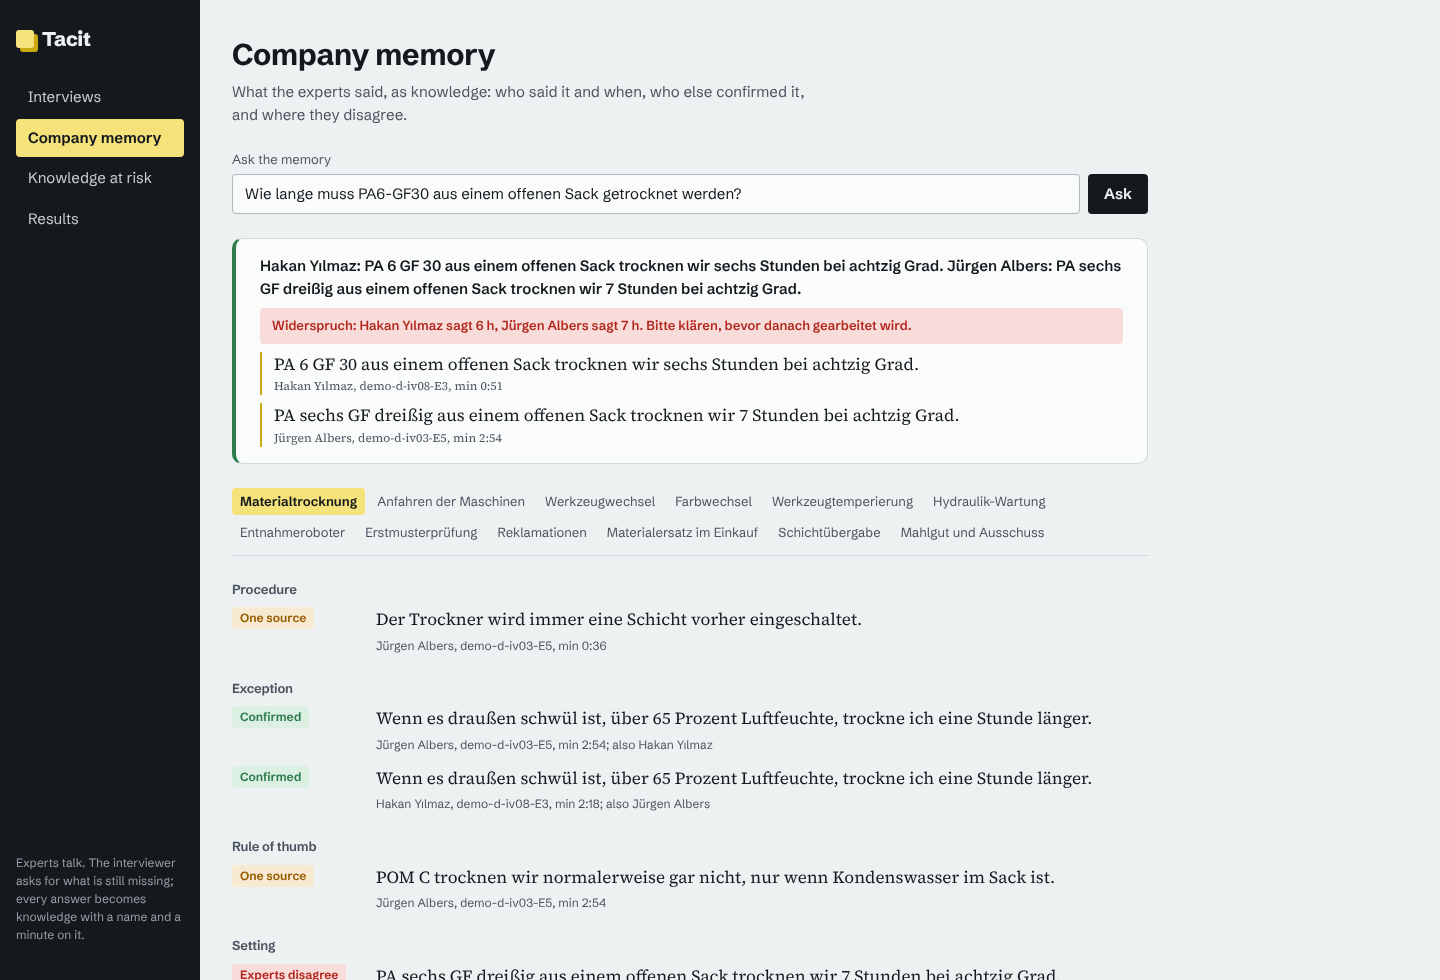 Tacit
Interviews
Company memory
Knowledge at risk
Results
Experts talk. The interviewer
asks for what is still missing;
every answer becomes
knowledge with a name and a
minute on it.
Company memory
What the experts said, as knowledge: who said it and when, who else confirmed it,
and where they disagree.
Ask the memory
Wie lange muss PA6-GF30 aus einem offenen Sack getrocknet werden?
Ask
Hakan Yılmaz: PA 6 GF 30 aus einem offenen Sack trocknen wir sechs Stunden bei achtzig Grad. Jürgen Albers: PA sechs
GF dreißig aus einem offenen Sack trocknen wir 7 Stunden bei achtzig Grad.
Widerspruch: Hakan Yılmaz sagt 6 h, Jürgen Albers sagt 7 h. Bitte klären, bevor danach gearbeitet wird.
PA 6 GF 30 aus einem offenen Sack trocknen wir sechs Stunden bei achtzig Grad.
Hakan Yılmaz, demo-d-iv08-E3, min 0:51
PA sechs GF dreißig aus einem offenen Sack trocknen wir 7 Stunden bei achtzig Grad.
Jürgen Albers, demo-d-iv03-E5, min 2:54
Materialtrocknung Anfahren der Maschinen Werkzeugwechsel Farbwechsel Werkzeugtemperierung Hydraulik-Wartung
Entnahmeroboter Erstmusterprüfung Reklamationen Materialersatz im Einkauf Schichtübergabe Mahlgut und Ausschuss
Procedure
One source Der Trockner wird immer eine Schicht vorher eingeschaltet.
Jürgen Albers, demo-d-iv03-E5, min 0:36
Exception
Confirmed Wenn es draußen schwül ist, über 65 Prozent Luftfeuchte, trockne ich eine Stunde länger.
Jürgen Albers, demo-d-iv03-E5, min 2:54; also Hakan Yılmaz
Confirmed Wenn es draußen schwül ist, über 65 Prozent Luftfeuchte, trockne ich eine Stunde länger.
Hakan Yılmaz, demo-d-iv08-E3, min 2:18; also Jürgen Albers
Rule of thumb
One source POM C trocknen wir normalerweise gar nicht, nur wenn Kondenswasser im Sack ist.
Jürgen Albers, demo-d-iv03-E5, min 2:54
Setting
Experts disagree PA sechs GF dreißig aus einem offenen Sack trocknen wir 7 Stunden bei achtzig Grad.